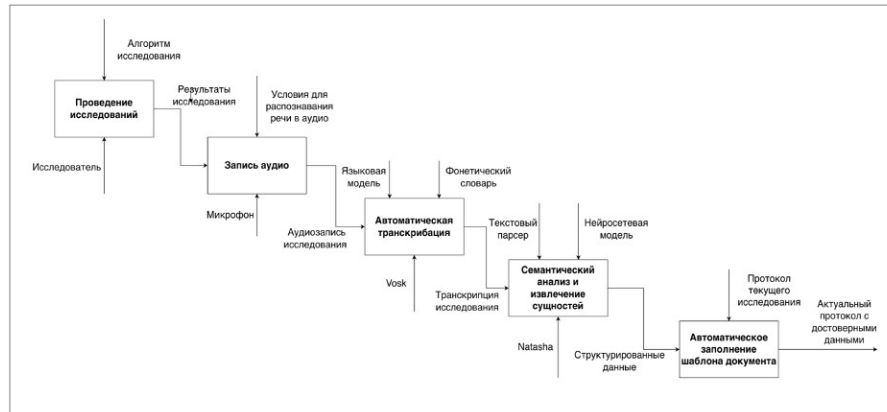 Алгоритм
исследования
Проведение
исследований
Результаты
исследования
Исследователь
Условия для
распознавания
речи в аудио
Запись аудио
Микрофон
Языковая
модель
Фонетический
словарь
Аудиозапись
исследования
Автоматическая
транскрибация
Vosk
Текстовый
парсер
Нейросетевая
модель
Транскрипция
исследования
Семантический
анализ и
извлечение
сущностей
Natasha
Структурированные
данные
Протокол
текущего
исследования
Автоматическое
заполнение
шаблона документа
Актуальный
протокол с
достоверными
данными